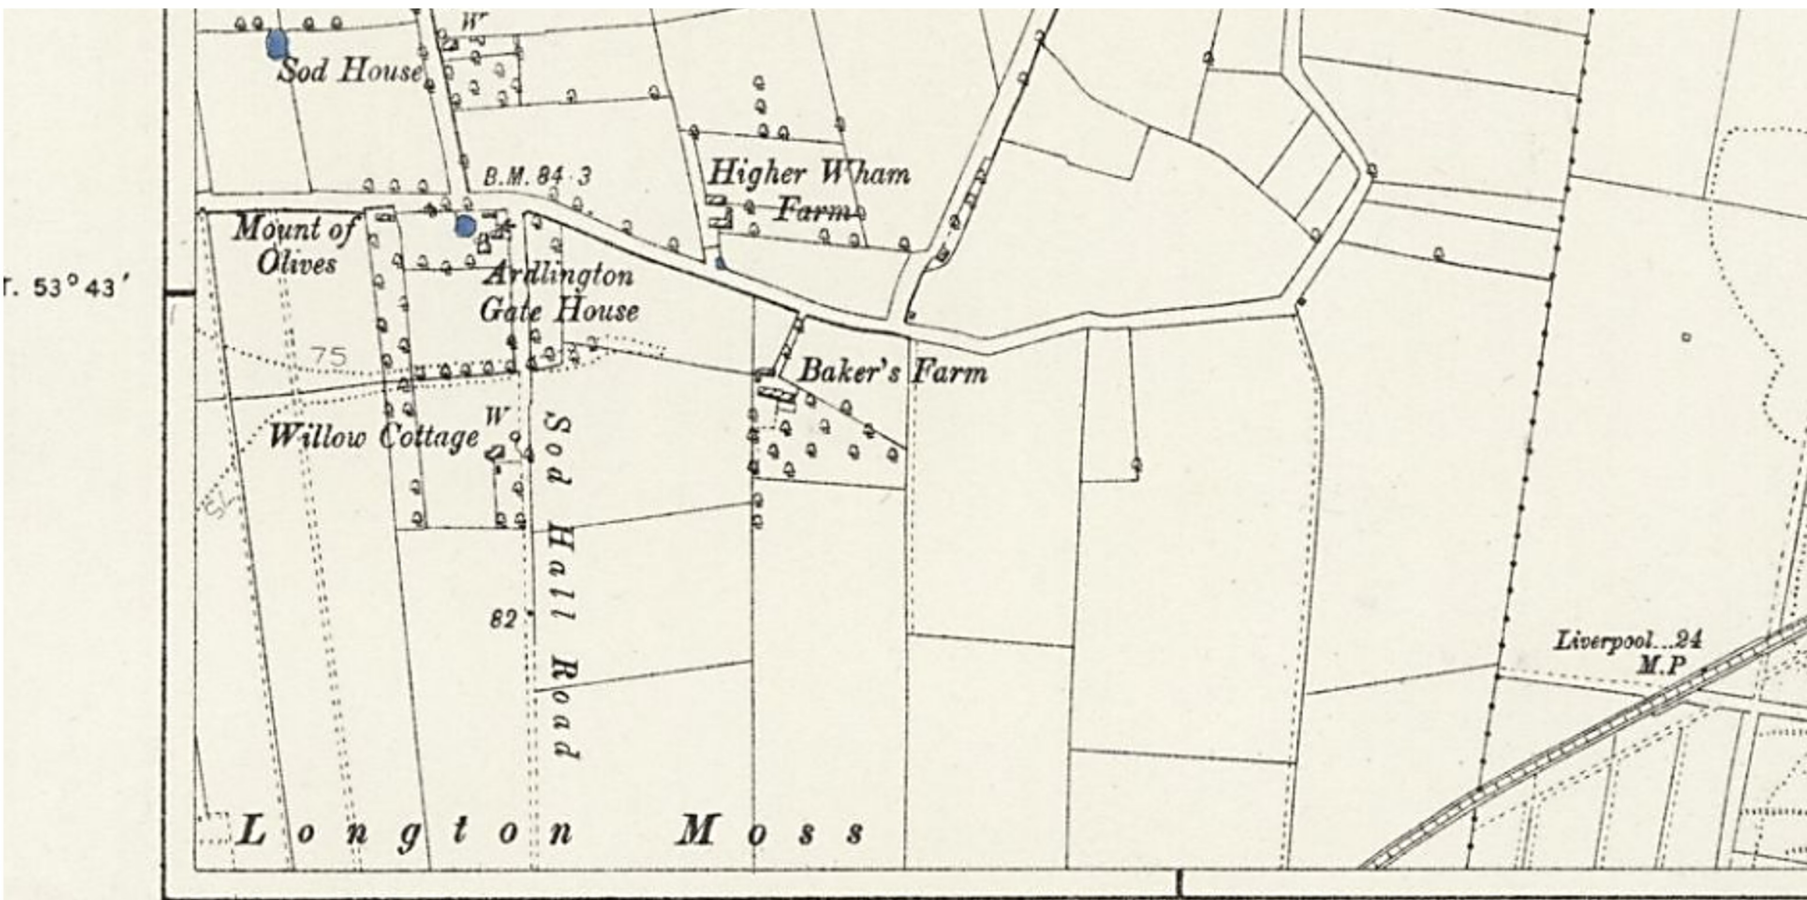 W
Sod House
B.M. 84·3
Higher Wham
Farm
Mount of
Olives
Ardlington
Gate House
T. 53°43'
75
Baker's Farm
W
Willow Cottage
75
Sod Hall Road
82
Liverpool...24
M.P
Longton Moss